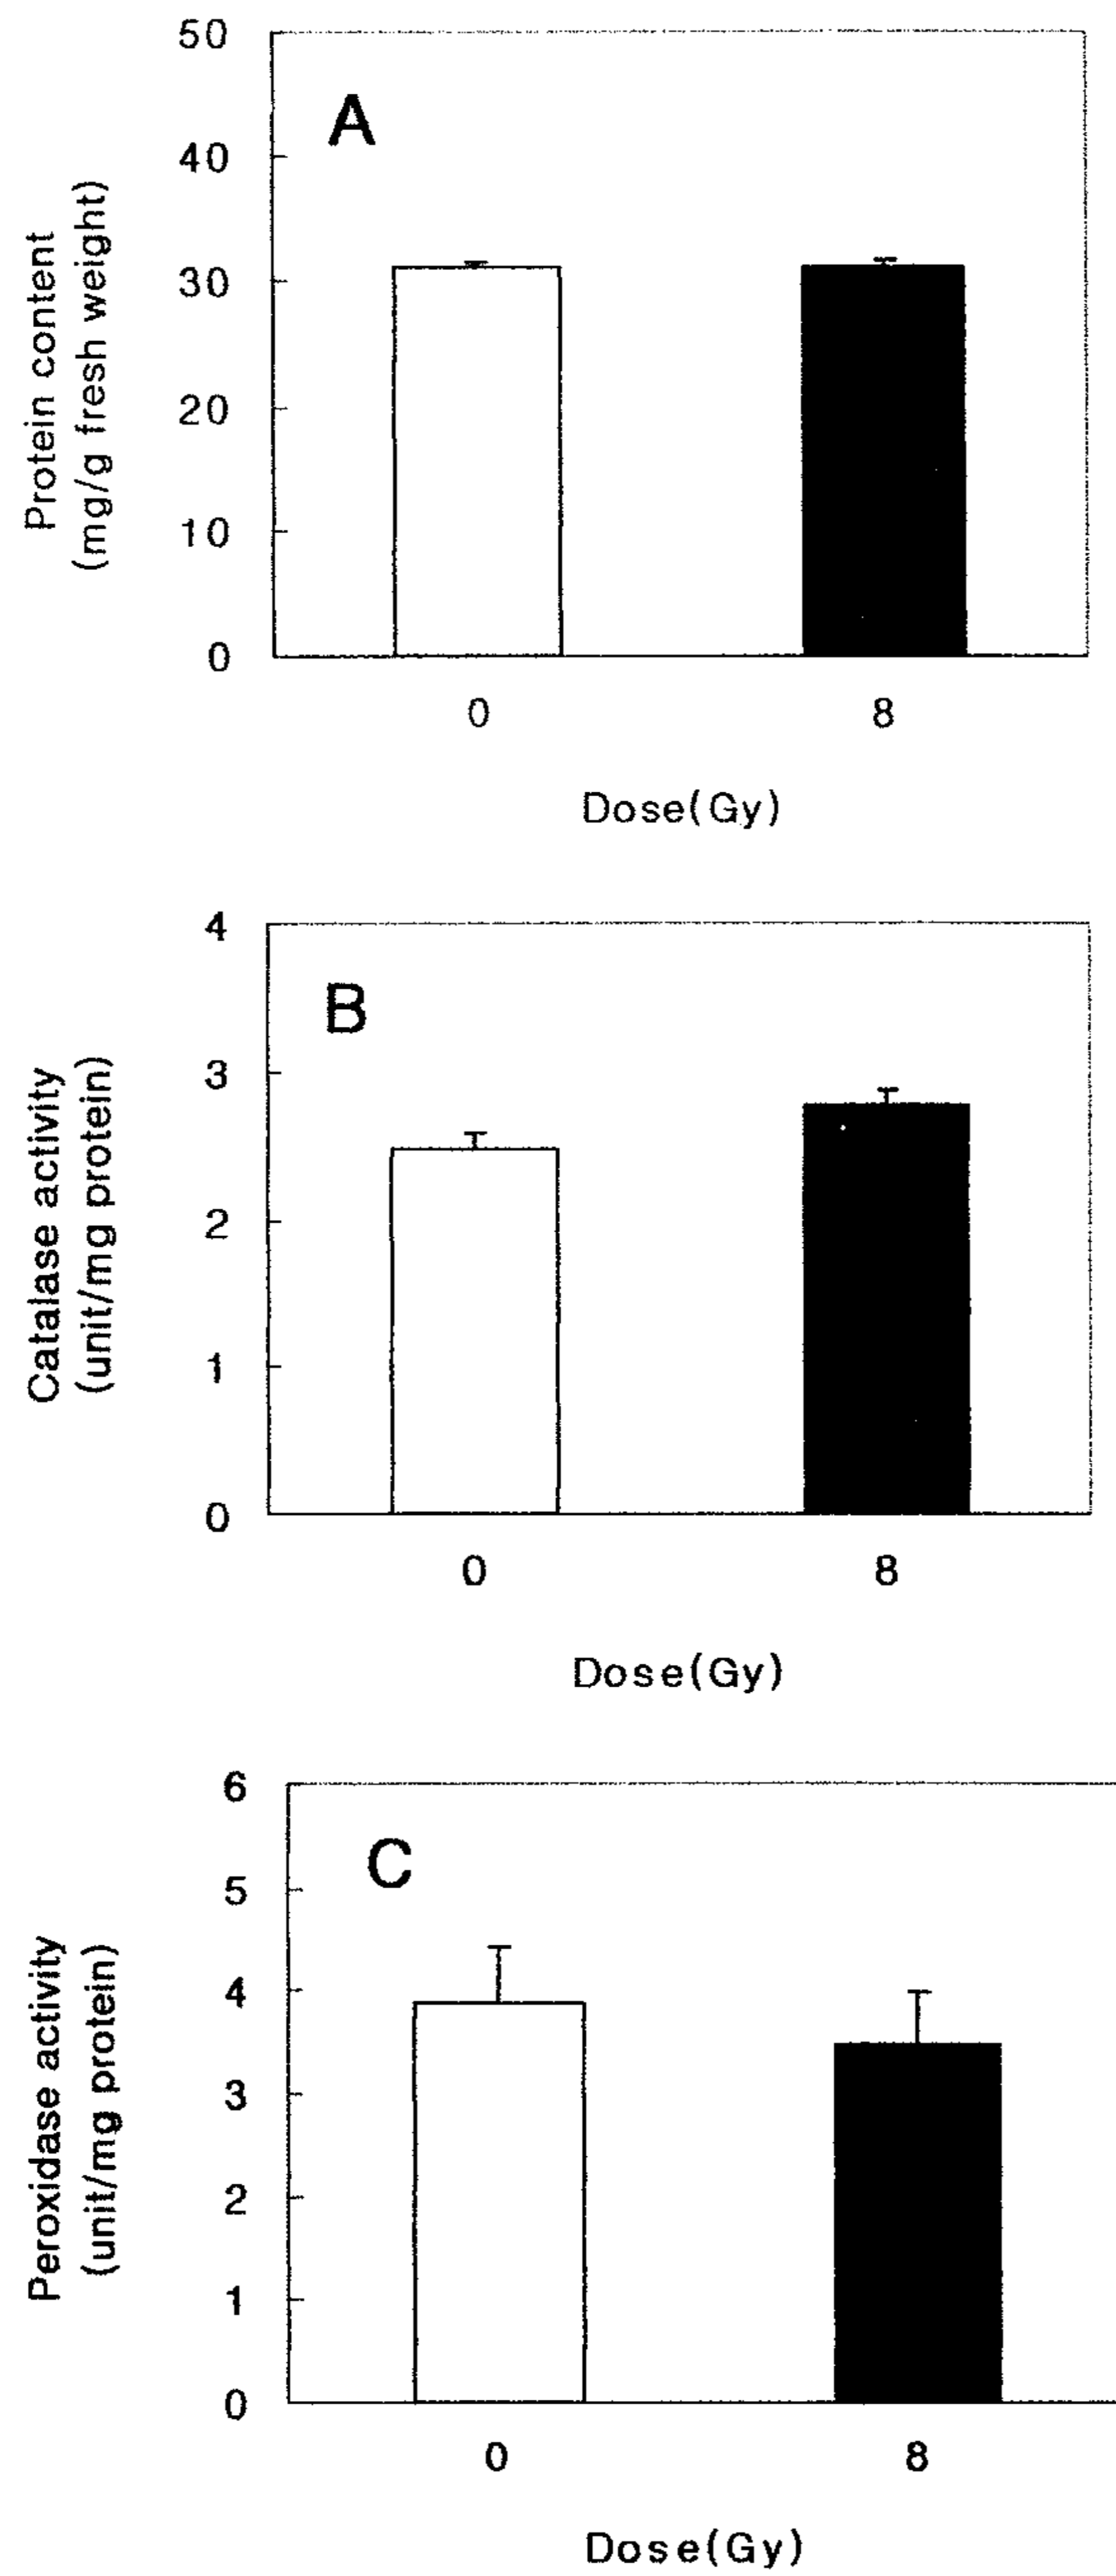 50
A
40
30
20
10
0
Protein content
(mg/g fresh weight)
0 8
Dose(Gy)
4
B
3
2
1
0
Catalase activity
(unit/mg protein)
0 8
Dose(Gy)
6
C
5
4
3
2
1
0
Peroxidase activity
(unit/mg protein)
0 8
Dose(Gy)